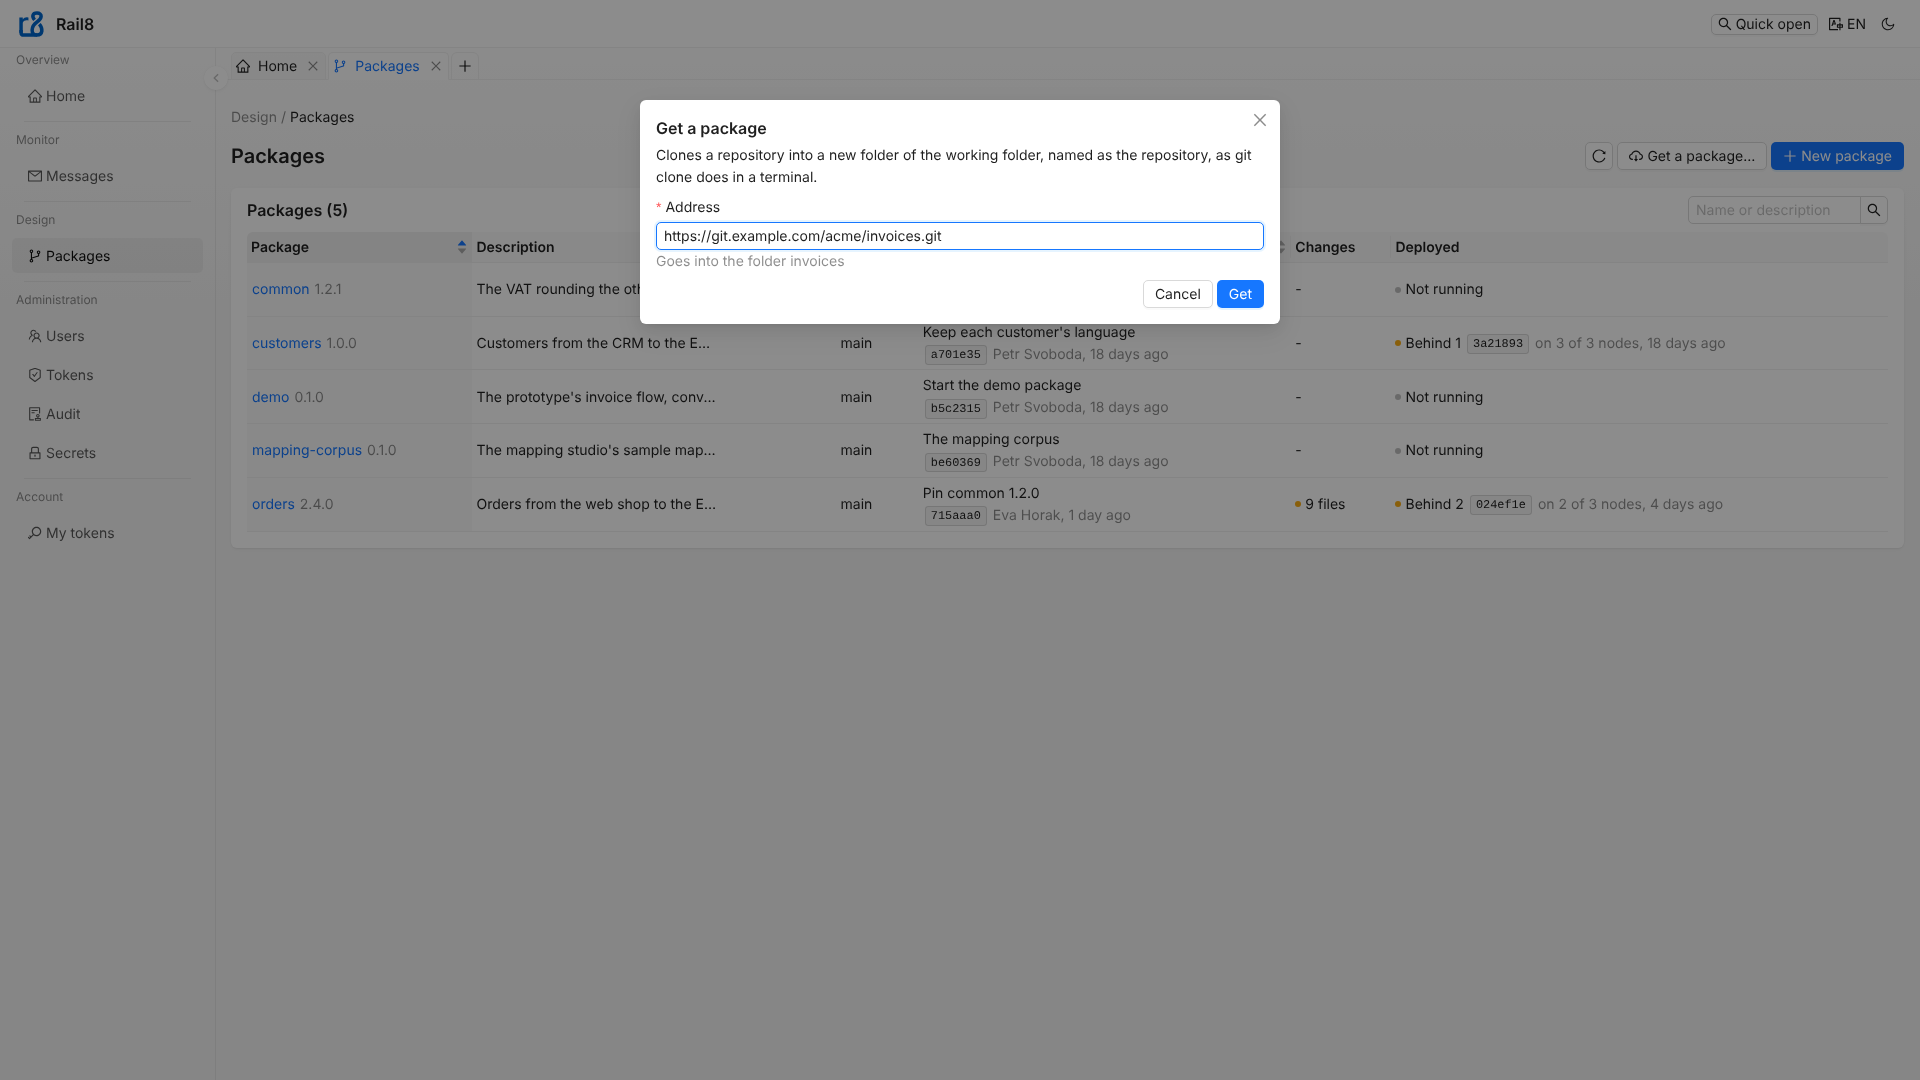 r8 Rail8
Quick open
EN
Overview
Home
Monitor
Messages
Design
Packages
Administration
Users
Tokens
Audit
Secrets
Account
My tokens
Home
Packages
Design / Packages
Packages
Get a package...
New package
Packages (5)
Name or description
Package Description Changes Deployed
common 1.2.1 The VAT rounding the - Not running
customers 1.0.0 Customers from the CRM to the E... main Keep each customer's language - Behind 1 3a21893 on 3 of 3 nodes, 18 days ago
a701e35 Petr Svoboda, 18 days ago
demo 0.1.0 The prototype's invoice flow, conv... main Start the demo package - Not running
b5c2315 Petr Svoboda, 18 days ago
mapping-corpus 0.1.0 The mapping studio's sample map... main The mapping corpus - Not running
be60369 Petr Svoboda, 18 days ago
orders 2.4.0 Orders from the web shop to the E... main Pin common 1.2.0 9 files Behind 2 024ef1e on 2 of 3 nodes, 4 days ago
715aaa0 Eva Horak, 1 day ago
Get a package
Clones a repository into a new folder of the working folder, named as the repository, as git
clone does in a terminal.
* Address
https://git.example.com/acme/invoices.git
Goes into the folder invoices
Cancel
Get